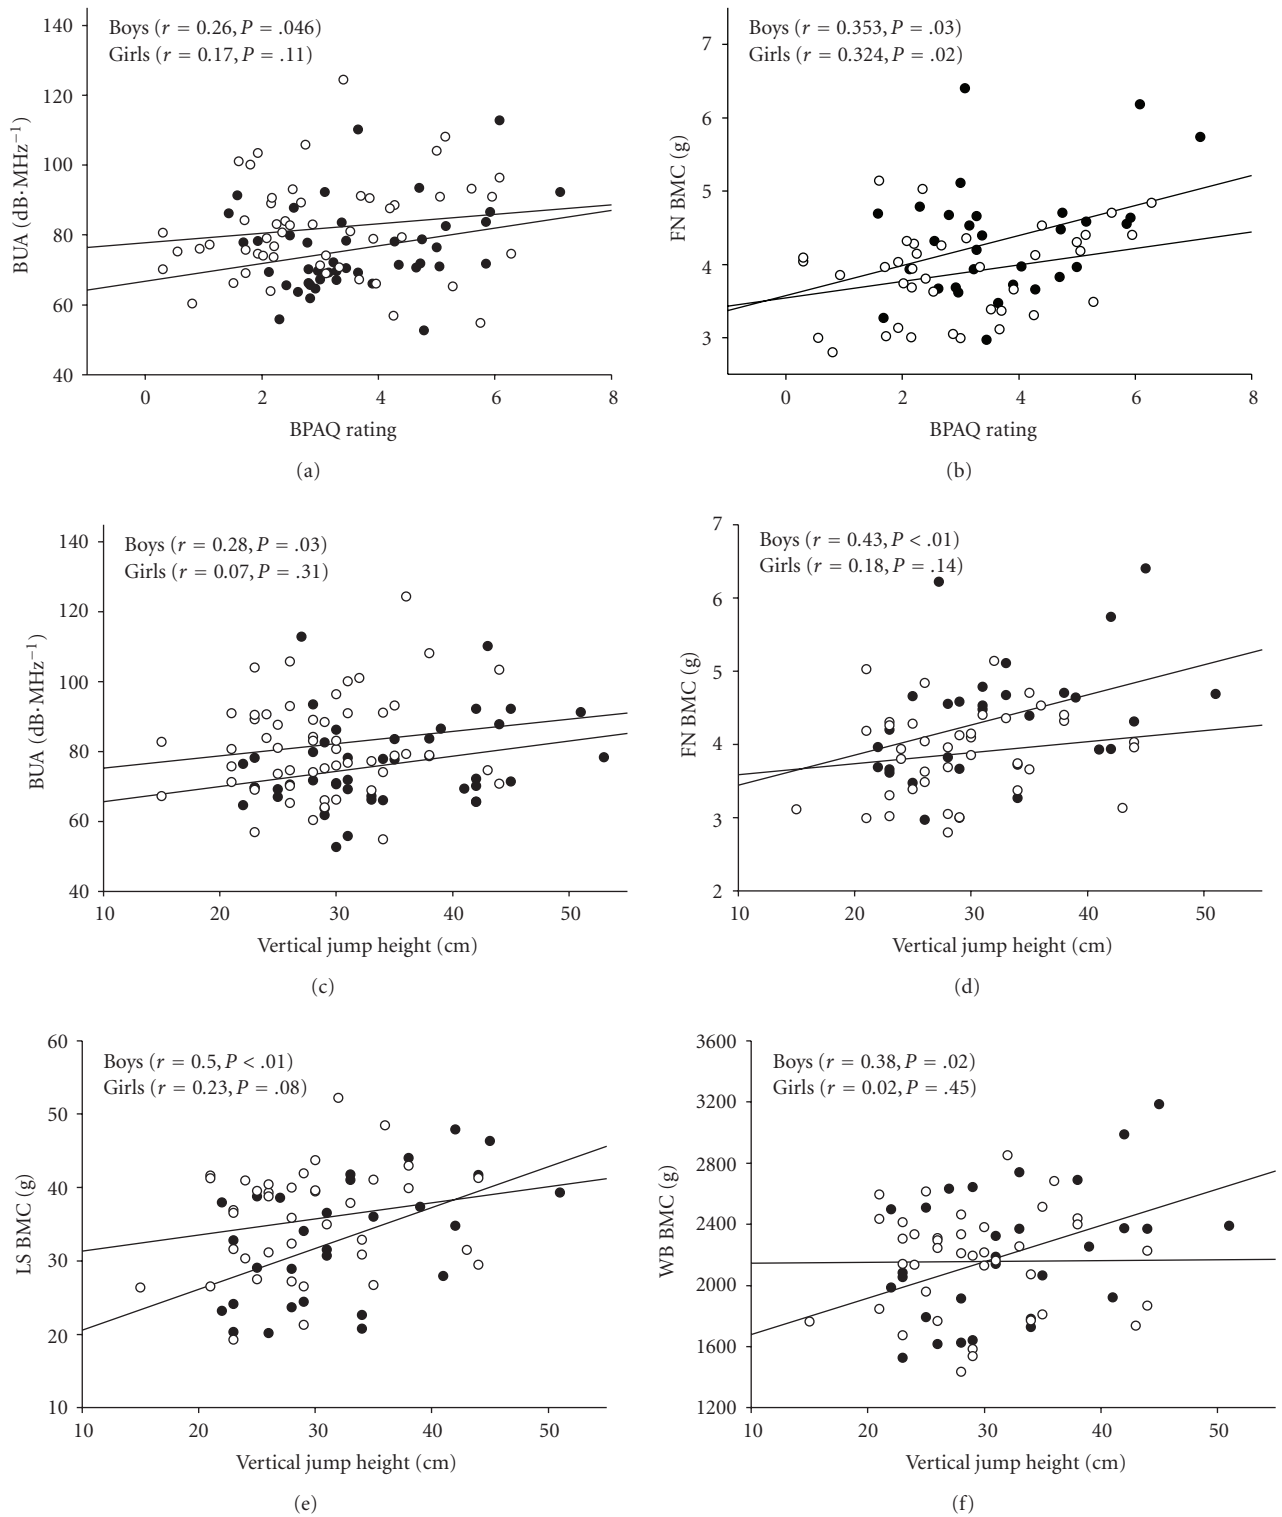 Boys (r = 0.26, P = .046)
Girls (r = 0.17, P = .11)
140
120
100
80
60
40
BUA (dB·MHz⁻¹)
0 2 4 6 8
BPAQ rating
(a)
Boys (r = 0.353, P = .03)
Girls (r = 0.324, P = .02)
7
6
5
4
3
FN BMC (g)
0 2 4 6 8
BPAQ rating
(b)
Boys (r = 0.28, P = .03)
Girls (r = 0.07, P = .31)
140
120
100
80
60
40
BUA (dB·MHz⁻¹)
10 20 30 40 50
Vertical jump height (cm)
(c)
Boys (r = 0.43, P < .01)
Girls (r = 0.18, P = .14)
7
6
5
4
3
2
FN BMC (g)
10 20 30 40 50
Vertical jump height (cm)
(d)
Boys (r = 0.5, P < .01)
Girls (r = 0.23, P = .08)
60
50
40
30
20
10
LS BMC (g)
10 20 30 40 50
Vertical jump height (cm)
(e)
Boys (r = 0.38, P = .02)
Girls (r = 0.02, P = .45)
3600
3200
2800
2400
2000
1600
1200
WB BMC (g)
10 20 30 40 50
Vertical jump height (cm)
(f)